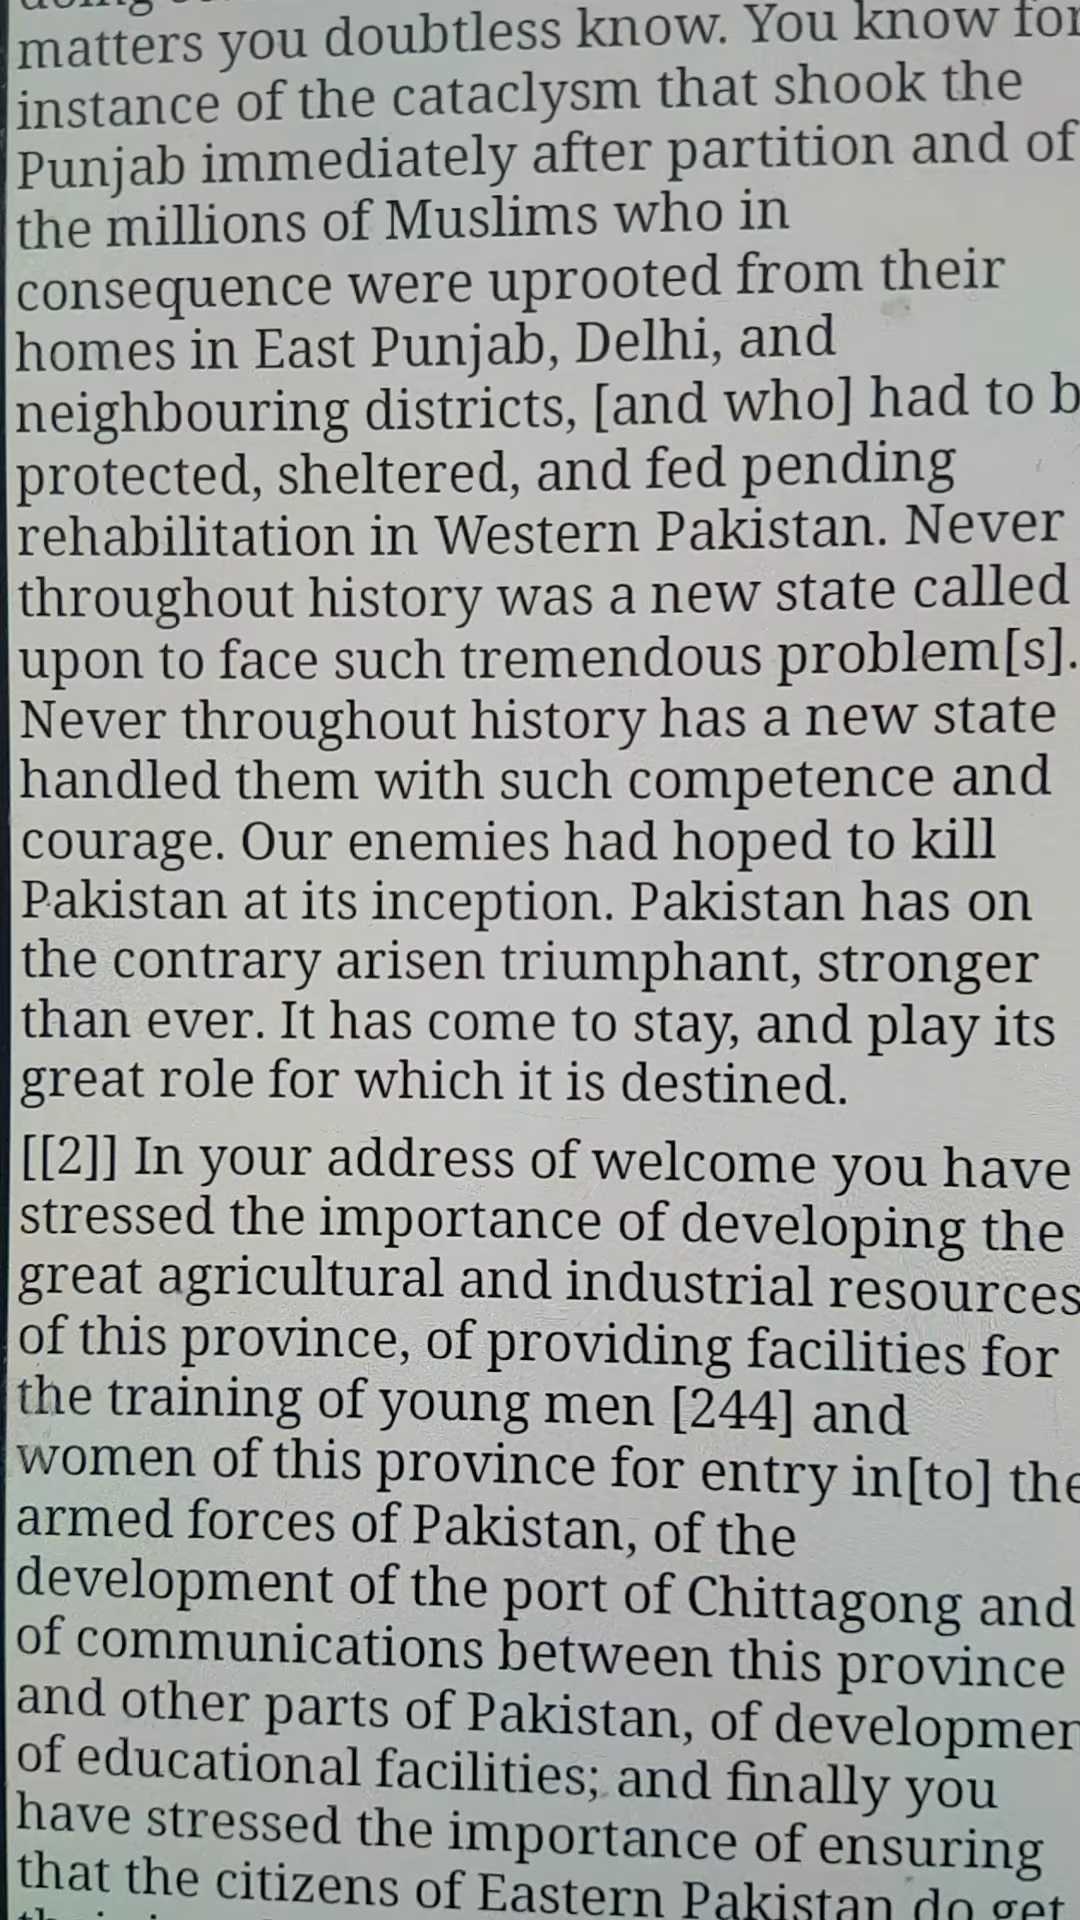 matters you doubtless know. You know for
instance of the cataclysm that shook the
Punjab immediately after partition and of
the millions of Muslims who in
consequence were uprooted from their
homes in East Punjab, Delhi, and
neighbouring districts, [and who] had to b
protected, sheltered, and fed pending
rehabilitation in Western Pakistan. Never
throughout history was a new state called
upon to face such tremendous problem[s].
Never throughout history has a new state
handled them with such competence and
courage. Our enemies had hoped to kill
Pakistan at its inception. Pakistan has on
the contrary arisen triumphant, stronger
than ever. It has come to stay, and play its
great role for which it is destined.
[[2]] In your address of welcome you have
stressed the importance of developing the
great agricultural and industrial resources
of this province, of providing facilities for
the training of young men [244] and
women of this province for entry in[to] the
armed forces of Pakistan, of the
development of the port of Chittagong and
of communications between this province
and other parts of Pakistan, of developmen
of educational facilities; and finally you
have stressed the importance of ensuring
that the citizens of Eastern Pakistan do get